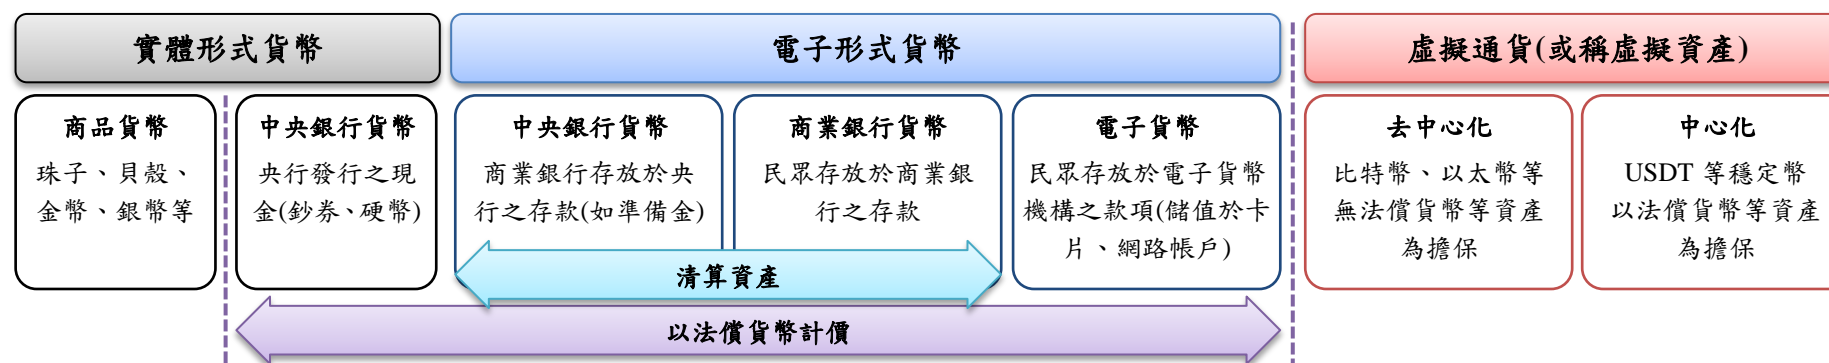 實體形式貨幣
電子形式貨幣
虛擬通貨(或稱虛擬資產)
商品貨幣
珠子、貝殼、
金幣、銀幣等
中央銀行貨幣
央行發行之現
金(鈔券、硬幣)
中央銀行貨幣
商業銀行存放於央
行之存款(如準備金)
商業銀行貨幣
民眾存放於商業銀
行之存款
電子貨幣
民眾存放於電子貨幣
機構之款項(儲值於卡
片、網路帳戶)
去中心化
比特幣、以太幣等
無法償貨幣等資產
為擔保
中心化
USDT 等穩定幣
以法償貨幣等資產
為擔保
清算資產
以法償貨幣計價